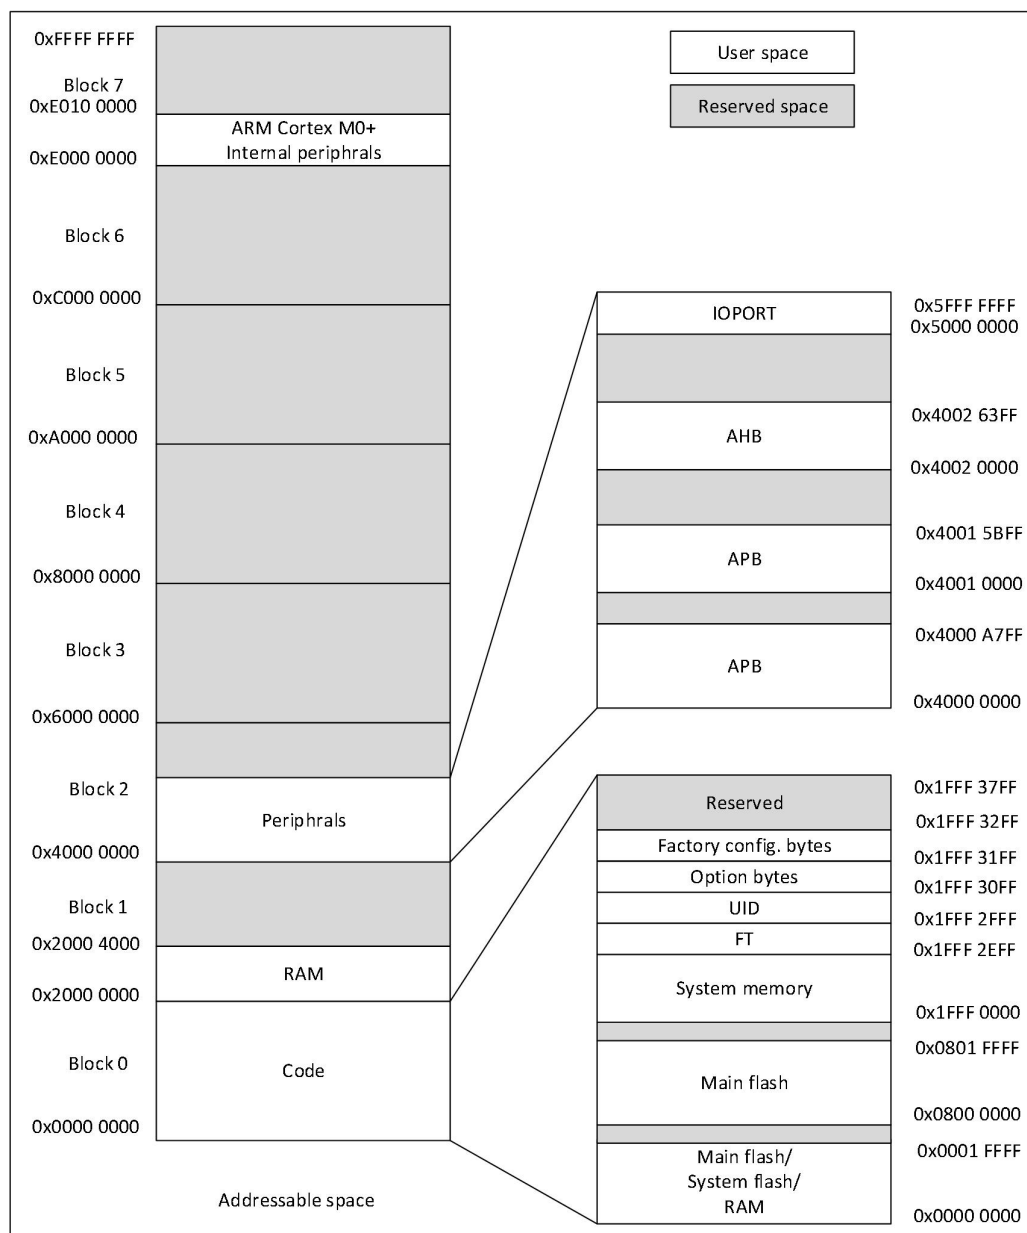 0xFFFF FFFF
Block 7
0xE010 0000
ARM Cortex M0+
Internal periphrals
0xE000 0000
Block 6
0xC000 0000
Block 5
0xA000 0000
Block 4
0x8000 0000
Block 3
0x6000 0000
Block 2
Periphrals
0x4000 0000
Block 1
0x2000 4000
RAM
0x2000 0000
Block 0
Code
0x0000 0000
Addressable space
User space
Reserved space
IOPORT
0x5FFF FFFF
0x5000 0000
AHB
0x4002 63FF
0x4002 0000
APB
0x4001 5BFF
0x4001 0000
APB
0x4000 A7FF
0x4000 0000
Reserved
0x1FFF 37FF
0x1FFF 32FF
Factory config. bytes
0x1FFF 31FF
Option bytes
0x1FFF 30FF
UID
0x1FFF 2FFF
FT
0x1FFF 2EFF
System memory
0x1FFF 0000
0x0801 FFFF
Main flash
0x0800 0000
0x0001 FFFF
Main flash/
System flash/
RAM
0x0000 0000